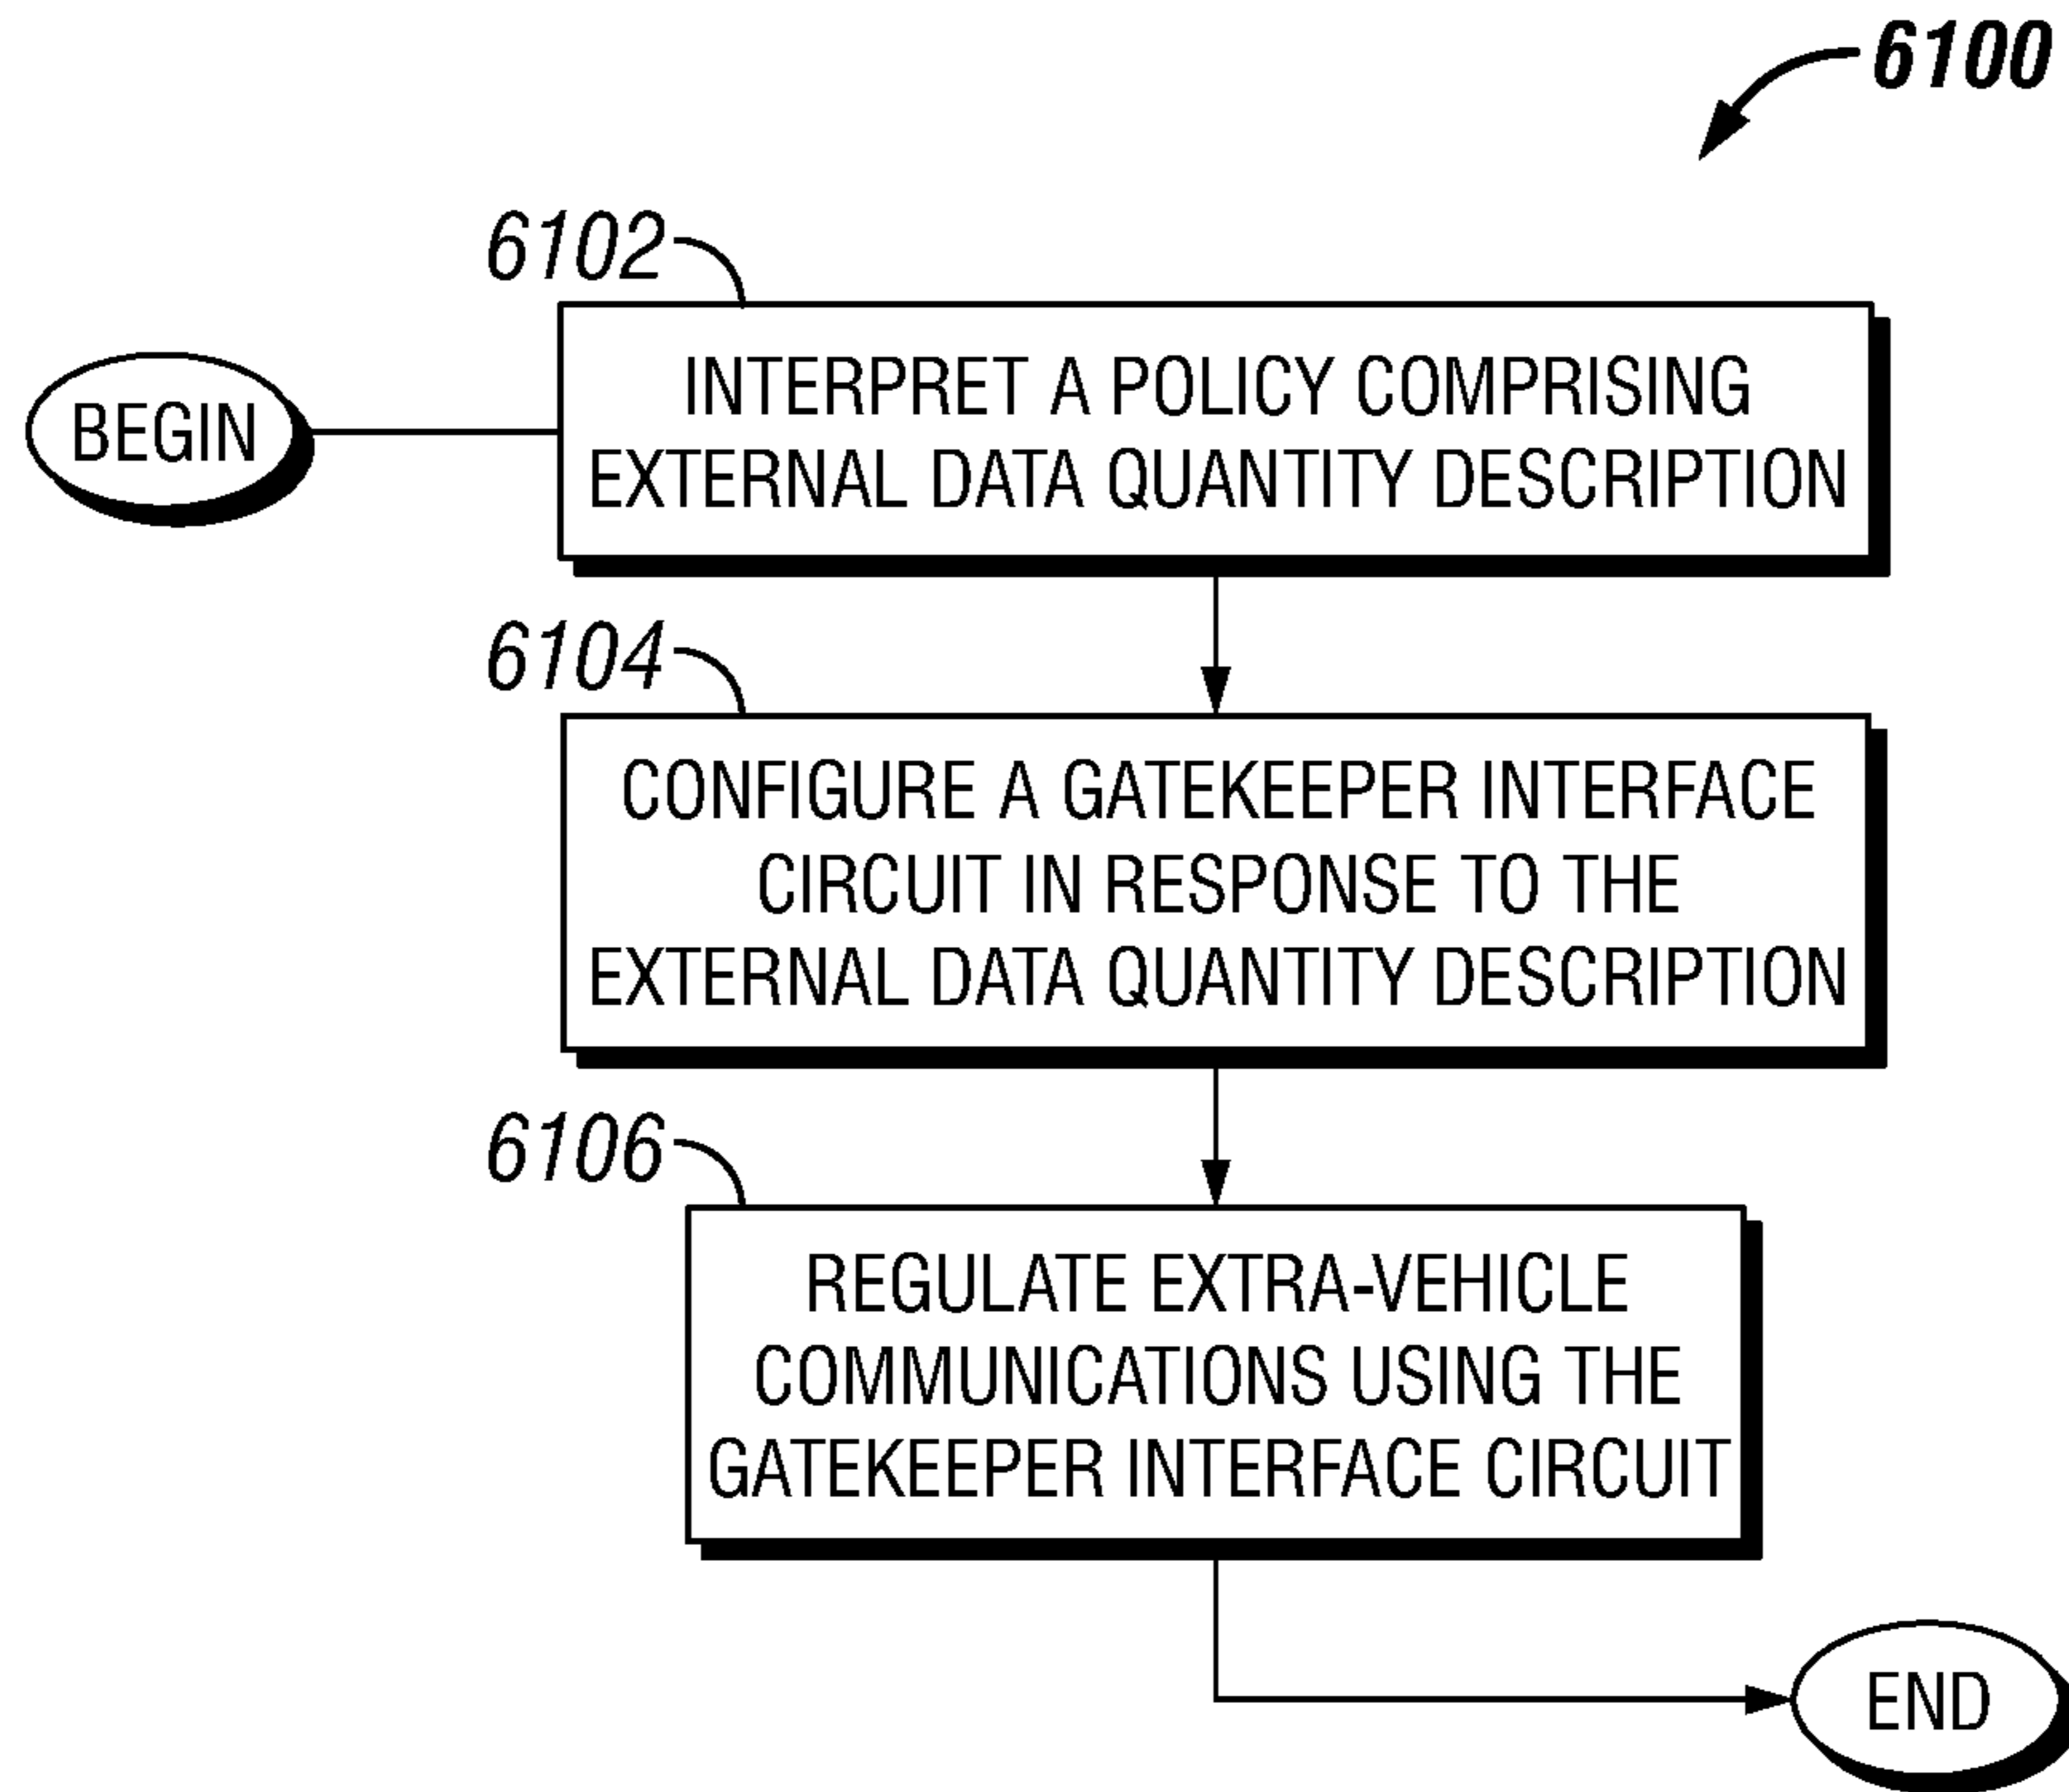 6100
6102
BEGIN
INTERPRET A POLICY COMPRISING
EXTERNAL DATA QUANTITY DESCRIPTION
6104
CONFIGURE A GATEKEEPER INTERFACE
CIRCUIT IN RESPONSE TO THE
EXTERNAL DATA QUANTITY DESCRIPTION
6106
REGULATE EXTRA-VEHICLE
COMMUNICATIONS USING THE
GATEKEEPER INTERFACE CIRCUIT
END